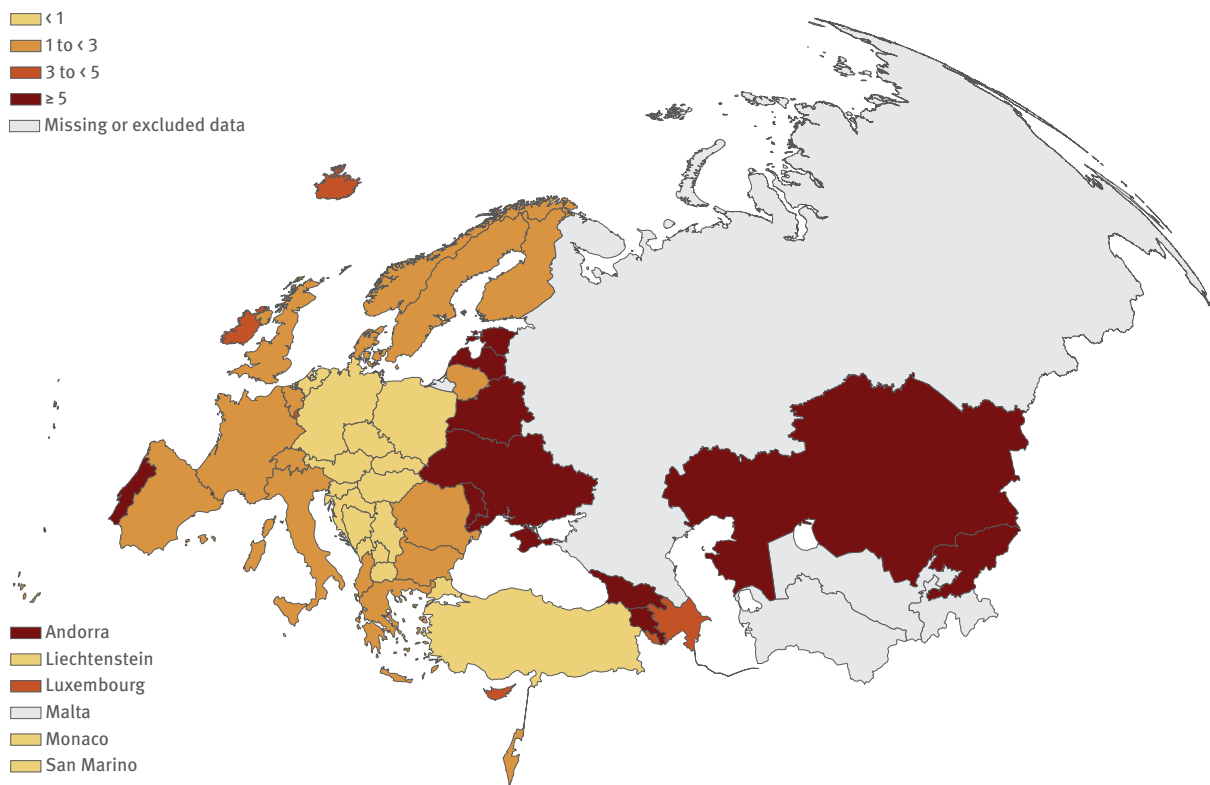 < 1
1 to < 3
3 to < 5
≥ 5
Missing or excluded data
Andorra
Liechtenstein
Luxembourg
Malta
Monaco
San Marino